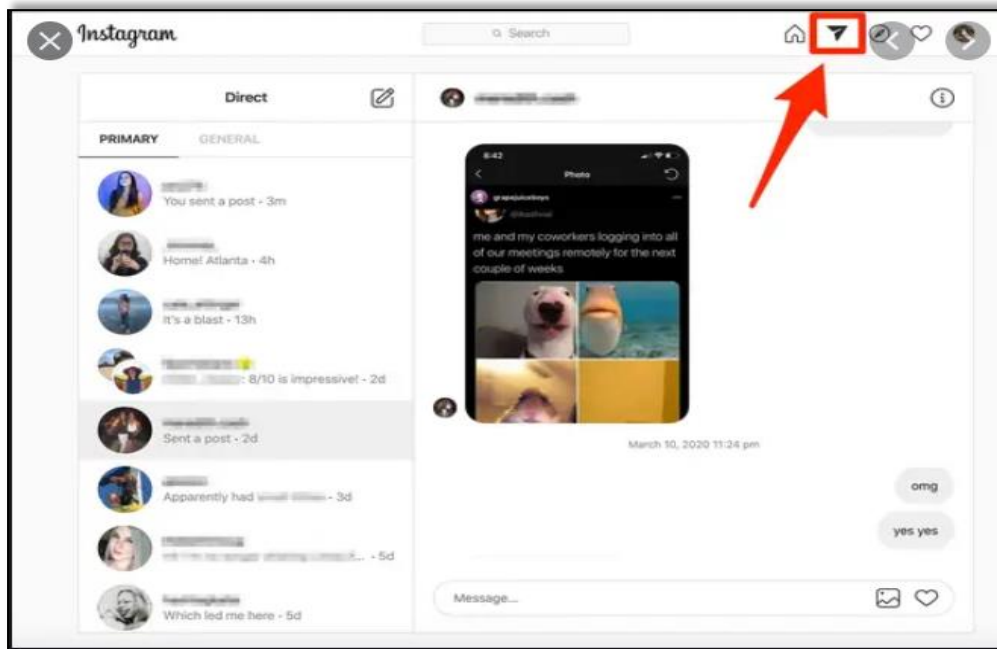 Instagram
Search
Direct
PRIMARY GENERAL
You sent a post · 3m
Home! Atlanta · 4h
It's a blast · 13h
: 8/10 is impressive! · 2d
Sent a post · 2d
Apparently had · 3d
· 5d
Which led me here · 5d
8:42
Photo
grapejuiceboys
me and my coworkers logging into all
of our meetings remotely for the next
couple of weeks
March 10, 2020 11:24 pm
omg
yes yes
Message...